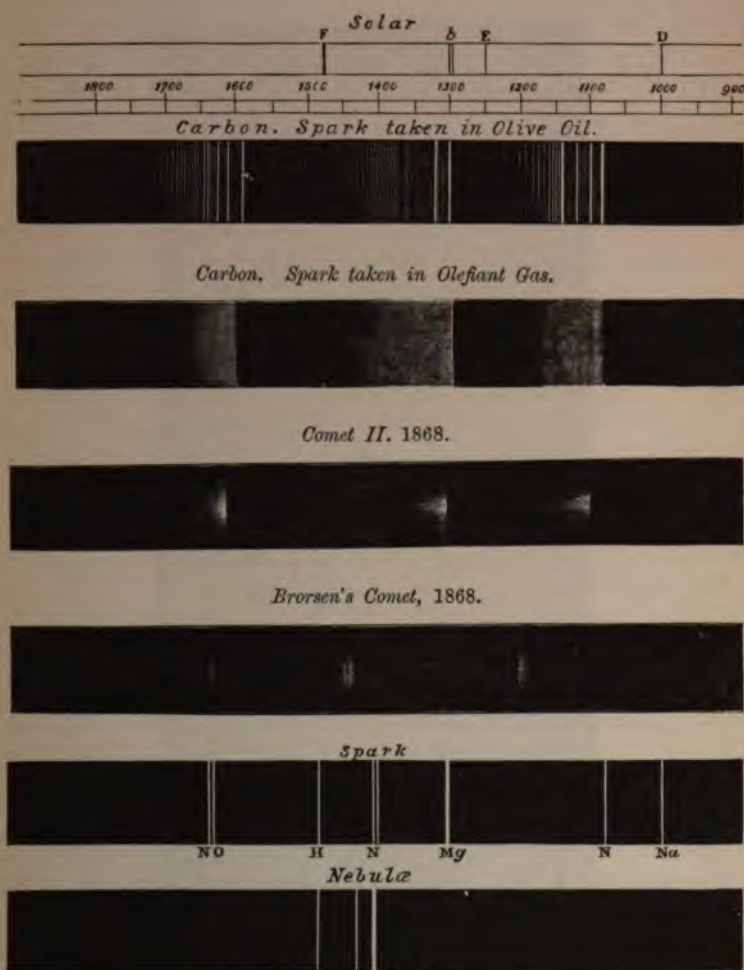 Solar
F b E D
1800 1700 1600 1500 1400 1300 1200 1100 1000 900
Carbon. Spark taken in Olive Oil.
Carbon. Spark taken in Olefiant Gas.
Comet II. 1868.
Brorsen's Comet, 1868.
Spark
NO H N Mg N Na
Nebulæ